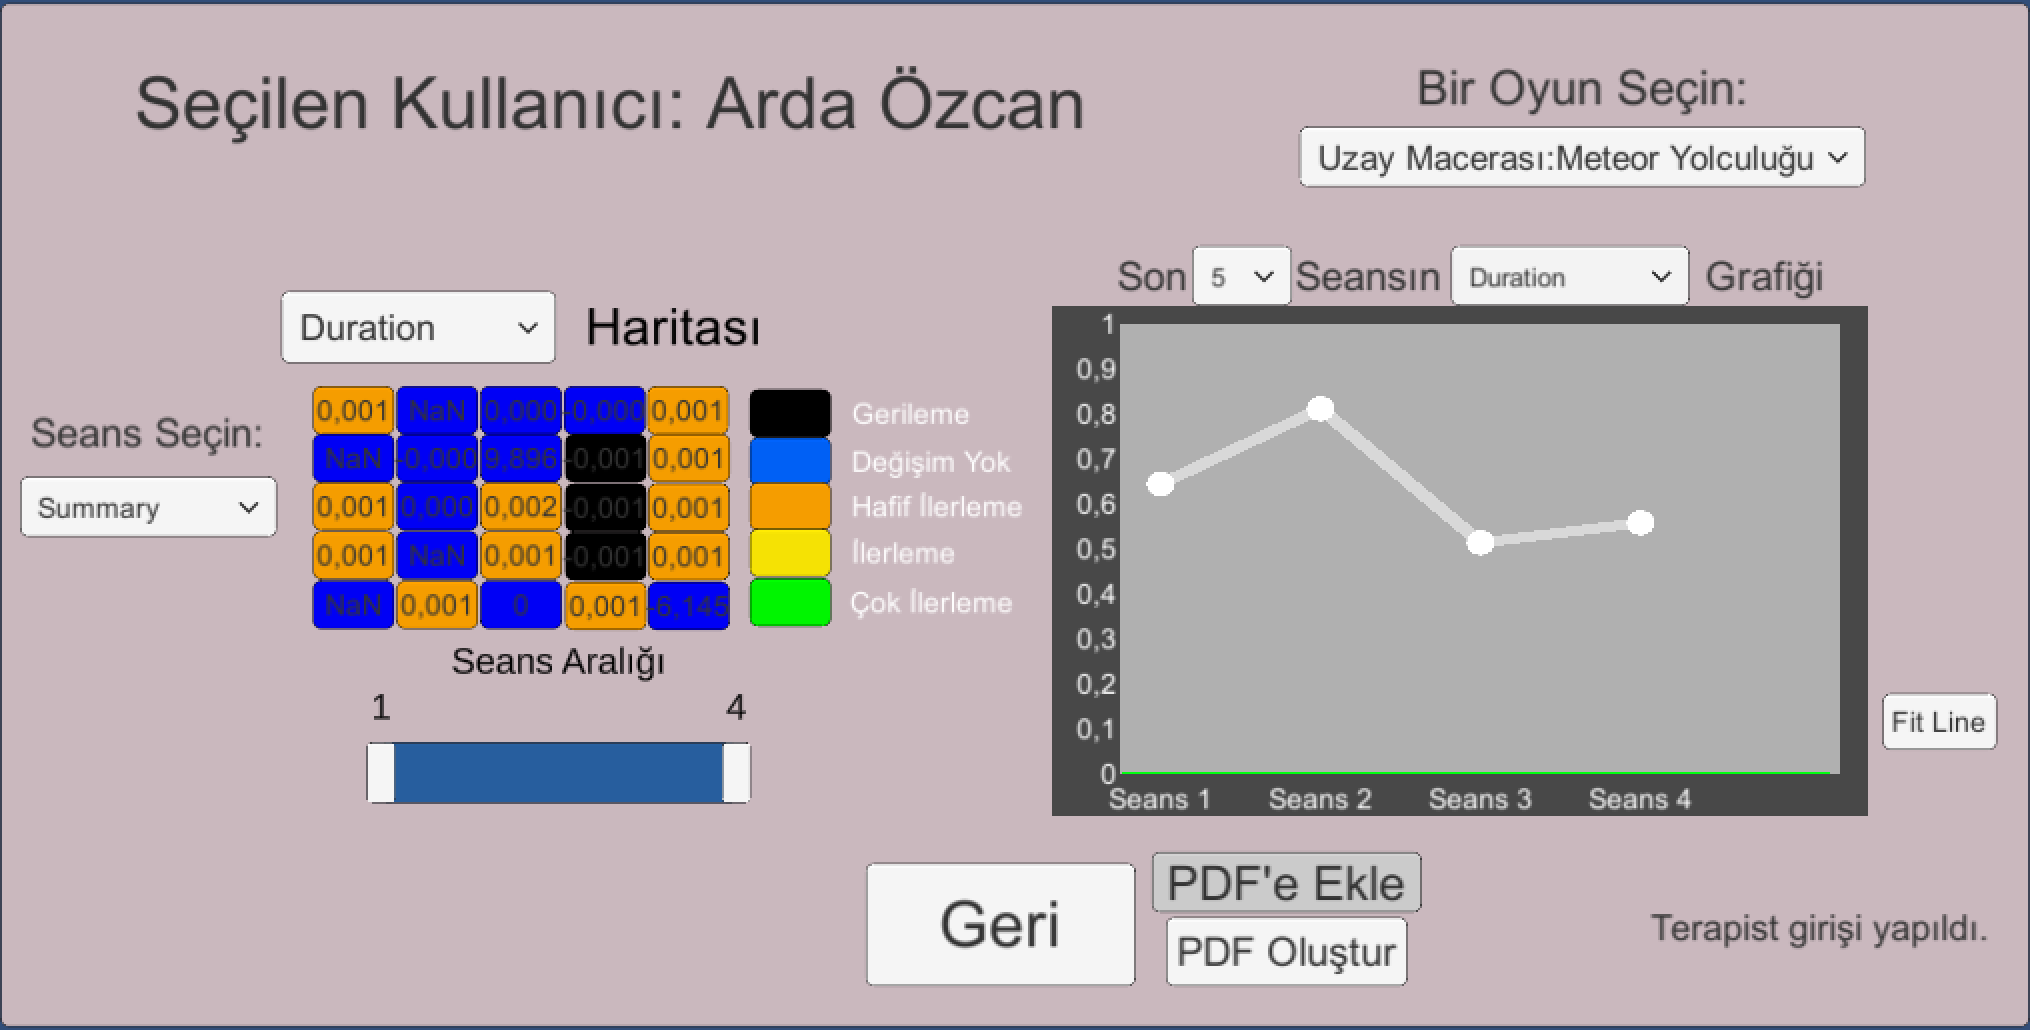 Seçilen Kullanıcı: Arda Özcan
Bir Oyun Seçin:
Uzay Macerası:Meteor Yolculuğu
Son 5 Seansın Duration Grafiği
Duration Haritası
Seans Seçin:
Summary
0,001 NaN 0,000 -0,000 0,001
NaN -0,000 9,896 -0,001 0,001
0,001 0,000 0,002 -0,001 0,001
0,001 NaN 0,001 -0,001 0,001
NaN 0,001 0 0,001 -6,145
Gerileme
Değişim Yok
Hafif İlerleme
İlerleme
Çok İlerleme
Seans Aralığı
1 4
1
0,9
0,8
0,7
0,6
0,5
0,4
0,3
0,2
0,1
0
Seans 1 Seans 2 Seans 3 Seans 4
Fit Line
Geri
PDF'e Ekle
PDF Oluştur
Terapist girişi yapıldı.